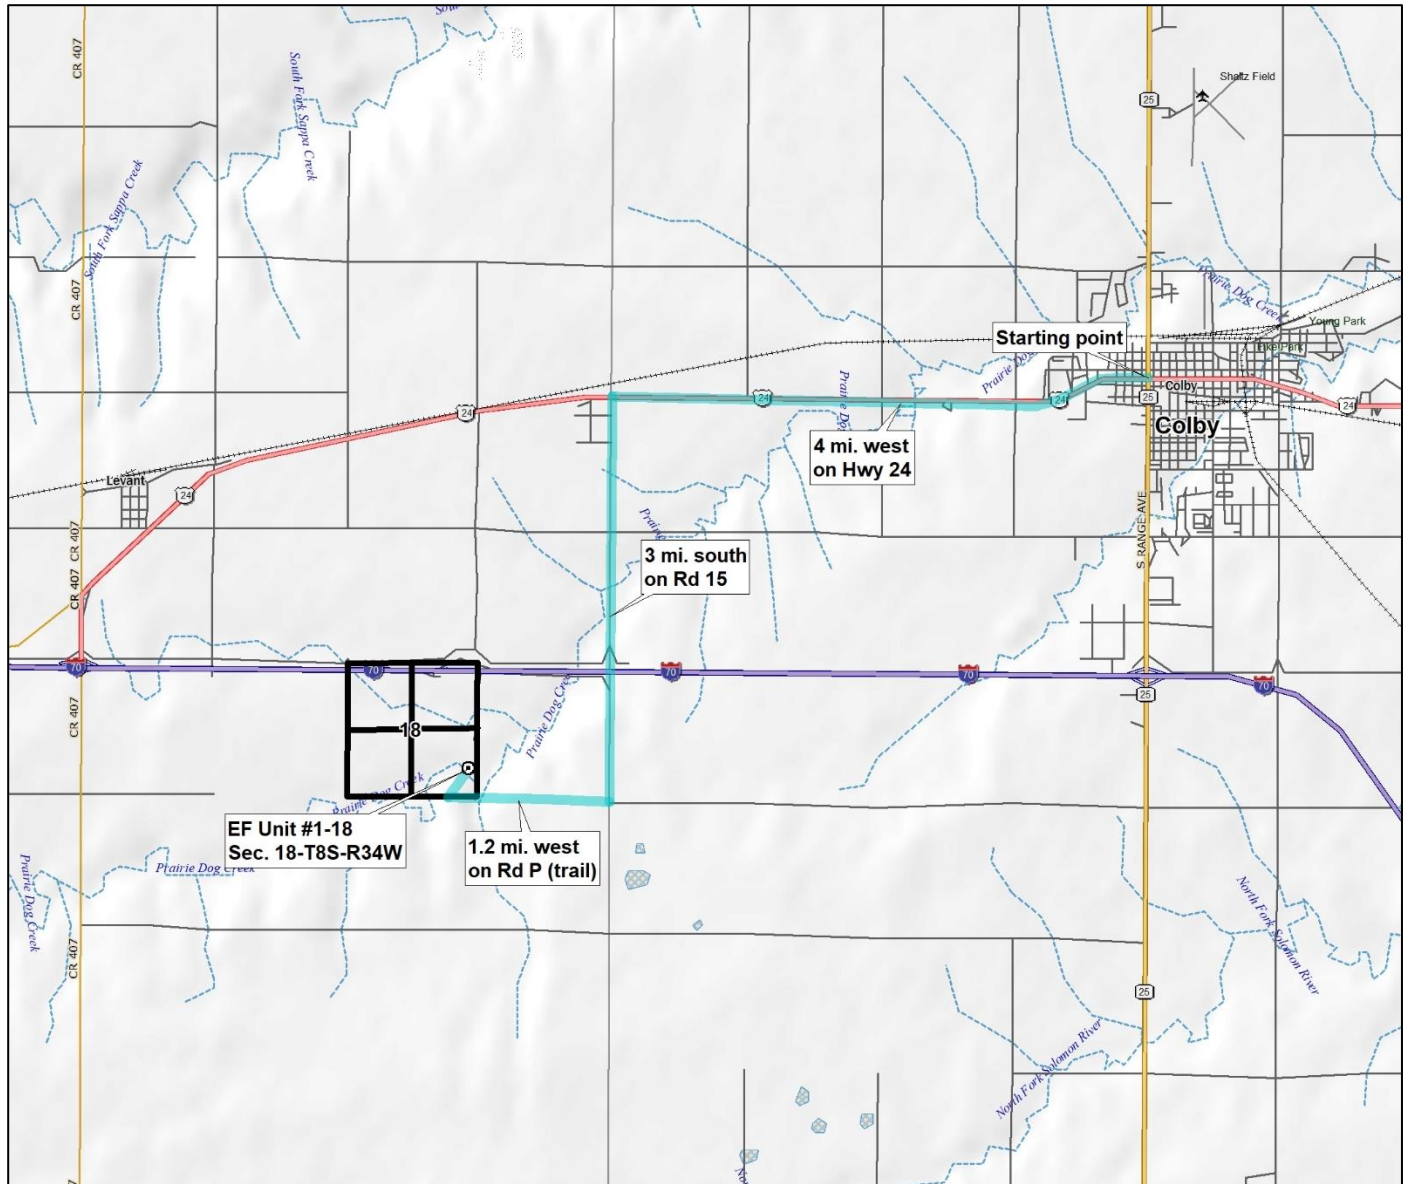 CR 407
South Fork Sappa Creek
25
Shaltz Field
South Fork Sappa Creek
CR 407
Prairie Dog Creek
Young Park
Starting point
Colby
24
24
25
24
24
Colby
4 mi. west
on Hwy 24
Levant
24
CR 407
S. RANGE AVE
3 mi. south
on Rd 15
CR 407
70
70
70
70
70
25
CR 407
18
Prairie Dog Creek
Prairie Dog Creek
EF Unit #1-18
Sec. 18-T8S-R34W
1.2 mi. west
on Rd P (trail)
Prairie Dog Creek
Prairie Dog Creek
North Fork Solomon River
CR 407
25
North Fork Solomon River